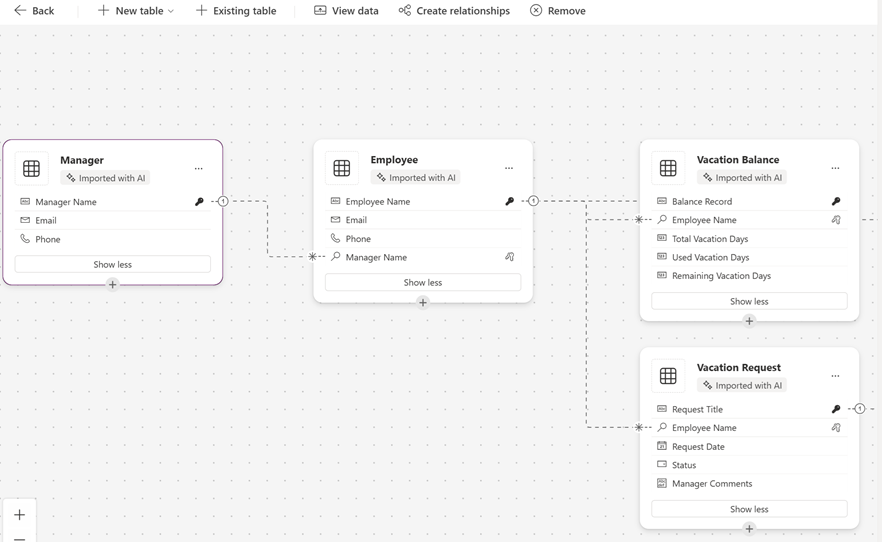 Back
New table
Existing table
View data
Create relationships
Remove
Manager
Imported with AI
Manager Name
1
Email
Phone
Show less
Employee
Imported with AI
Employee Name
1
Email
Phone
Manager Name
Show less
Vacation Balance
Imported with AI
Balance Record
Employee Name
Total Vacation Days
Used Vacation Days
Remaining Vacation Days
Show less
Vacation Request
Imported with AI
Request Title
1
Employee Name
Request Date
Status
Manager Comments
Show less